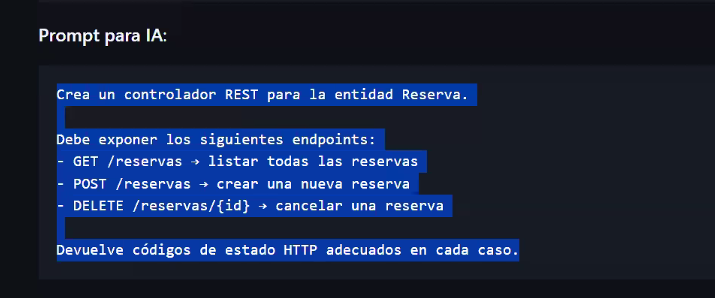 Prompt para IA:
Crea un controlador REST para la entidad Reserva.
Debe exponer los siguientes endpoints:
- GET /reservas → listar todas las reservas
- POST /reservas → crear una nueva reserva
- DELETE /reservas/{id} → cancelar una reserva
Devuelve códigos de estado HTTP adecuados en cada caso.